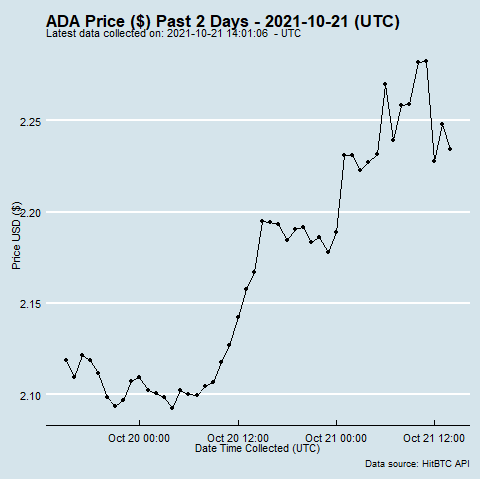 ADA Price ($) Past 2 Days - 2021-10-21 (UTC)
Latest data collected on: 2021-10-21 14:01:06 - UTC
2.25
2.20
Price USD ($)
2.15
2.10
Oct 20 00:00 Oct 20 12:00 Oct 21 00:00 Oct 21 12:00
Date Time Collected (UTC)
Data source: HitBTC API